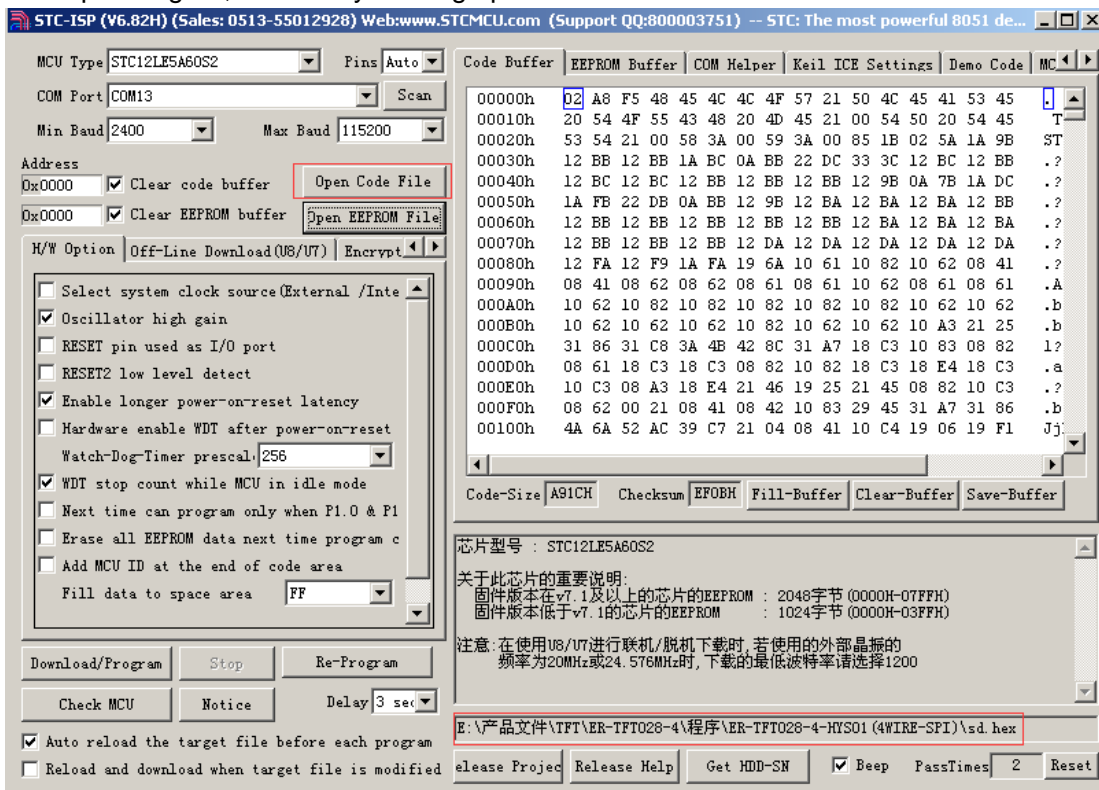 STC-ISP (V6.82H) (Sales: 0513-55012928) Web:www.STCMCU.com (Support QQ:800003751) -- STC: The most powerful 8051 de...
MCU Type STC12LE5A60S2 Pins Auto
COM Port COM13 Scan
Min Baud 2400 Max Baud 115200
Address
0x0000 Clear code buffer Open Code File
0x0000 Clear EEPROM buffer Open EEPROM File
H/W Option Off-Line Download(U8/U7) Encrypt
Select system clock source(External /Inte
Oscillator high gain
RESET pin used as I/O port
RESET2 low level detect
Enable longer power-on-reset latency
Hardware enable WDT after power-on-reset
Watch-Dog-Timer prescal 256
WDT stop count while MCU in idle mode
Next time can program only when P1.0 & P1
Erase all EEPROM data next time program c
Add MCU ID at the end of code area
Fill data to space area FF
Download/Program Stop Re-Program
Check MCU Notice Delay 3 sec
Auto reload the target file before each program
Reload and download when target file is modified
Code Buffer EEPROM Buffer COM Helper Keil ICE Settings Demo Code MC
00000h 02 A8 F5 48 45 4C 4C 4F 57 21 50 4C 45 41 53 45 .
00010h 20 54 4F 55 43 48 20 4D 45 21 00 54 50 20 54 45 T
00020h 53 54 21 00 58 3A 00 59 3A 00 85 1B 02 5A 1A 9B ST
00030h 12 BB 12 BB 1A BC 0A BB 22 DC 33 3C 12 BC 12 BB .?
00040h 12 BC 12 BC 12 BB 12 BB 12 BB 12 9B 0A 7B 1A DC .?
00050h 1A FB 22 DB 0A BB 12 9B 12 BA 12 BA 12 BA 12 BB .?
00060h 12 BB 12 BB 12 BB 12 BB 12 BB 12 BA 12 BA 12 BA .?
00070h 12 BB 12 BB 12 BB 12 DA 12 DA 12 DA 12 DA 12 DA .?
00080h 12 FA 12 F9 1A FA 19 6A 10 61 10 82 10 62 08 41 .?
00090h 08 41 08 62 08 62 08 61 08 61 10 62 08 61 08 61 .A
000A0h 10 62 10 82 10 82 10 82 10 82 10 82 10 62 10 62 .b
000B0h 10 62 10 62 10 62 10 82 10 62 10 62 10 A3 21 25 .b
000C0h 31 86 31 C8 3A 4B 42 8C 31 A7 18 C3 10 83 08 82 1?
000D0h 08 61 18 C3 18 C3 08 82 10 82 18 C3 18 E4 18 C3 .a
000E0h 10 C3 08 A3 18 E4 21 46 19 25 21 45 08 82 10 C3 .?
000F0h 08 62 00 21 08 41 08 42 10 83 29 45 31 A7 31 86 .b
00100h 4A 6A 52 AC 39 C7 21 04 08 41 10 C4 19 06 19 F1 Jj
Code-Size A91CH Checksum EF0BH Fill-Buffer Clear-Buffer Save-Buffer
芯片型号 : STC12LE5A60S2
关于此芯片的重要说明:
固件版本在v7.1及以上的芯片的EEPROM : 2048字节(0000H-07FFH)
固件版本低于v7.1的芯片的EEPROM : 1024字节(0000H-03FFH)
注意:在使用U8/U7进行联机/脱机下载时,若使用的外部晶振的
频率为20MHz或24.576MHz时,下载的最低波特率请选择1200
E:\产品文件\TFT\ER-TFT028-4\程序\ER-TFT028-4-HYS01(4WIRE-SPI)\sd.hex
elease Projec Release Help Get HDD-SN Beep PassTimes 2 Reset